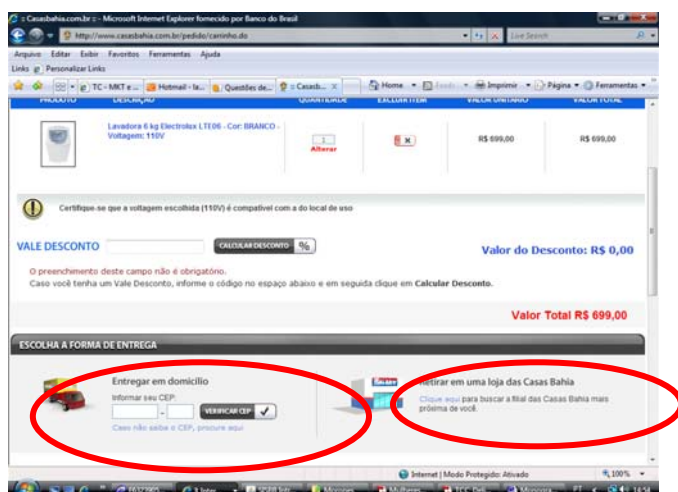 :: Casasbahia.com.br :: - Microsoft Internet Explorer fornecido por Banco do Brasil
http://www.casasbahia.com.br/pedido/carrinho.do
Live Search
Arquivo Editar Exibir Favoritos Ferramentas Ajuda
Links Personalizar Links
TC - MKT e ... Hotmail - la... Questões de... :: Casasb... Home Feeds Imprimir Página Ferramentas
PRODUTO DESCRIÇÃO QUANTIDADE EXCLUIR ITEM VALOR UNITÁRIO VALOR TOTAL
Lavadora 6 kg Electrolux LTE06 - Cor: BRANCO - Voltagem: 110V
1
Alterar
R$ 699,00
R$ 699,00
Certifique-se que a voltagem escolhida (110V) é compatível com a do local de uso
VALE DESCONTO
CALCULAR DESCONTO %
Valor do Desconto: R$ 0,00
O preenchimento deste campo não é obrigatório.
Caso você tenha um Vale Desconto, informe o código no espaço abaixo e em seguida clique em Calcular Desconto.
Valor Total R$ 699,00
ESCOLHA A FORMA DE ENTREGA
Entregar em domicílio
Informar seu CEP:
- VERIFICAR CEP
Caso não saiba o CEP, procure aqui
Retirar em uma loja das Casas Bahia
Clique aqui para buscar a filial das Casas Bahia mais
próxima de você.
Internet | Modo Protegido: Ativado
100%
F6323905 Mulheres PT 14:54